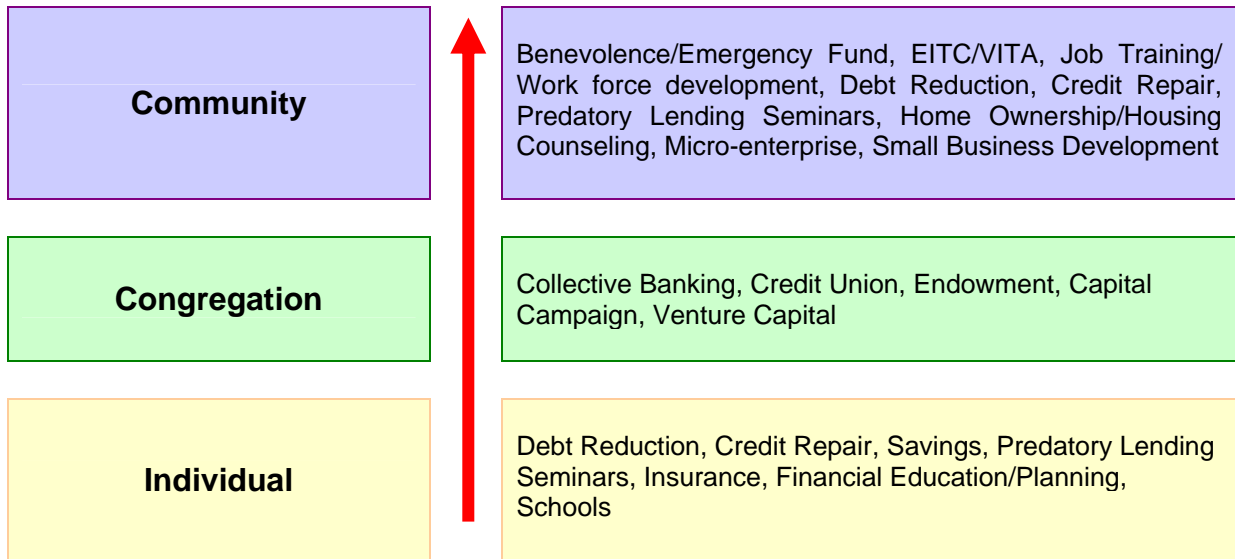 Community
Benevolence/Emergency Fund, EITC/VITA, Job Training/
Work force development, Debt Reduction, Credit Repair,
Predatory Lending Seminars, Home Ownership/Housing
Counseling, Micro-enterprise, Small Business Development
Congregation
Collective Banking, Credit Union, Endowment, Capital
Campaign, Venture Capital
Individual
Debt Reduction, Credit Repair, Savings, Predatory Lending
Seminars, Insurance, Financial Education/Planning,
Schools